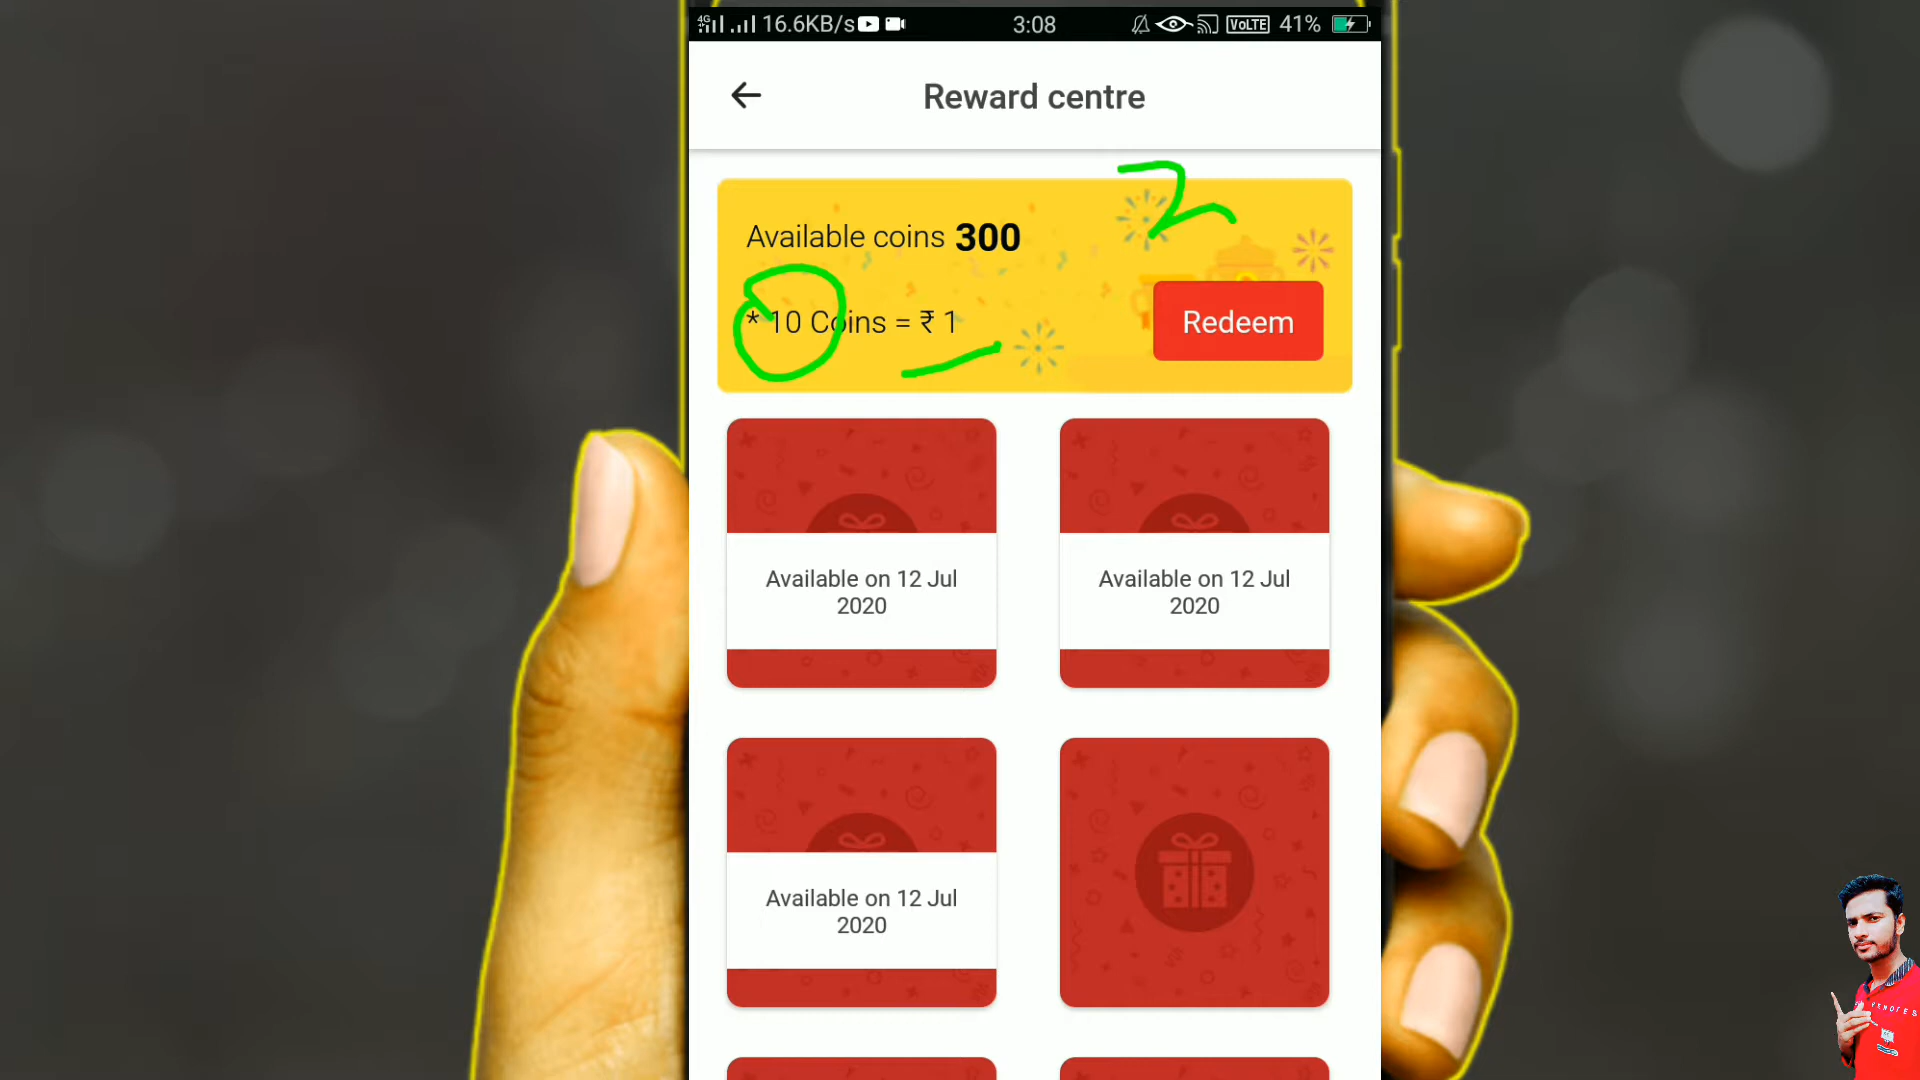 16.6KB/s 3:08 VoLTE 41%
Reward centre
2
Available coins 300
* 10 Coins = ₹ 1
Redeem
Available on 12 Jul
2020
Available on 12 Jul
2020
Available on 12 Jul
2020